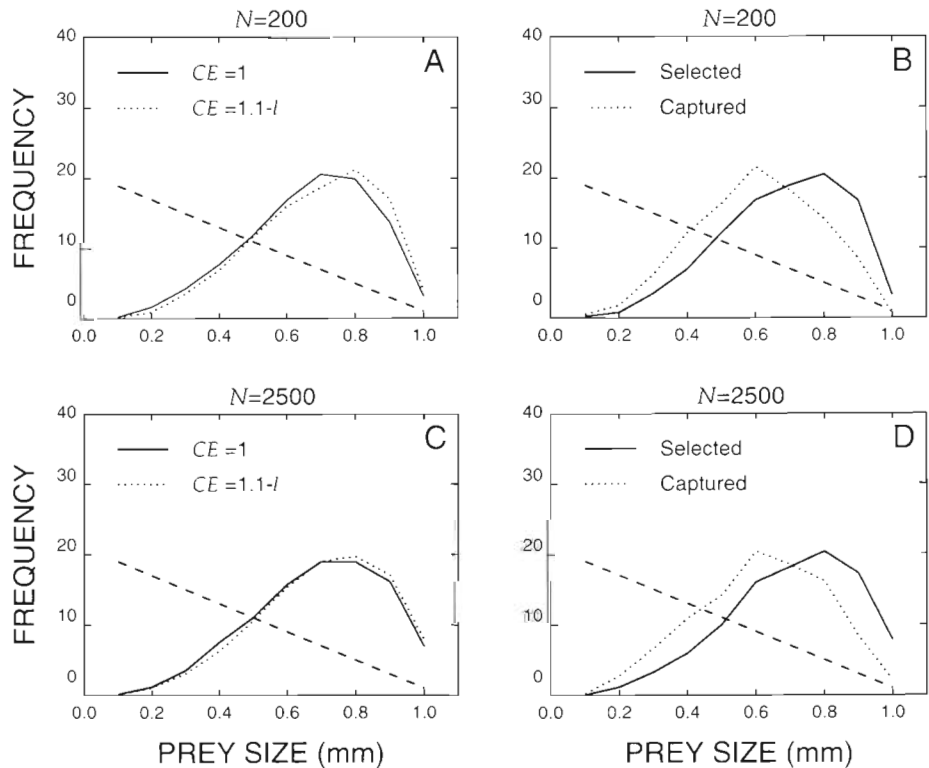 N=200
A
CE =1
CE =1.1-l
40
30
20
10
0
0.0 0.2 0.4 0.6 0.8 1.0
FREQUENCY
N=200
B
Selected
Captured
40
30
20
10
0
0.0 0.2 0.4 0.6 0.8 1.0
N=2500
C
CE =1
CE =1.1-l
40
30
20
10
0
0.0 0.2 0.4 0.6 0.8 1.0
FREQUENCY
PREY SIZE (mm)
N=2500
D
Selected
Captured
40
30
20
10
0
0.0 0.2 0.4 0.6 0.8 1.0
PREY SIZE (mm)